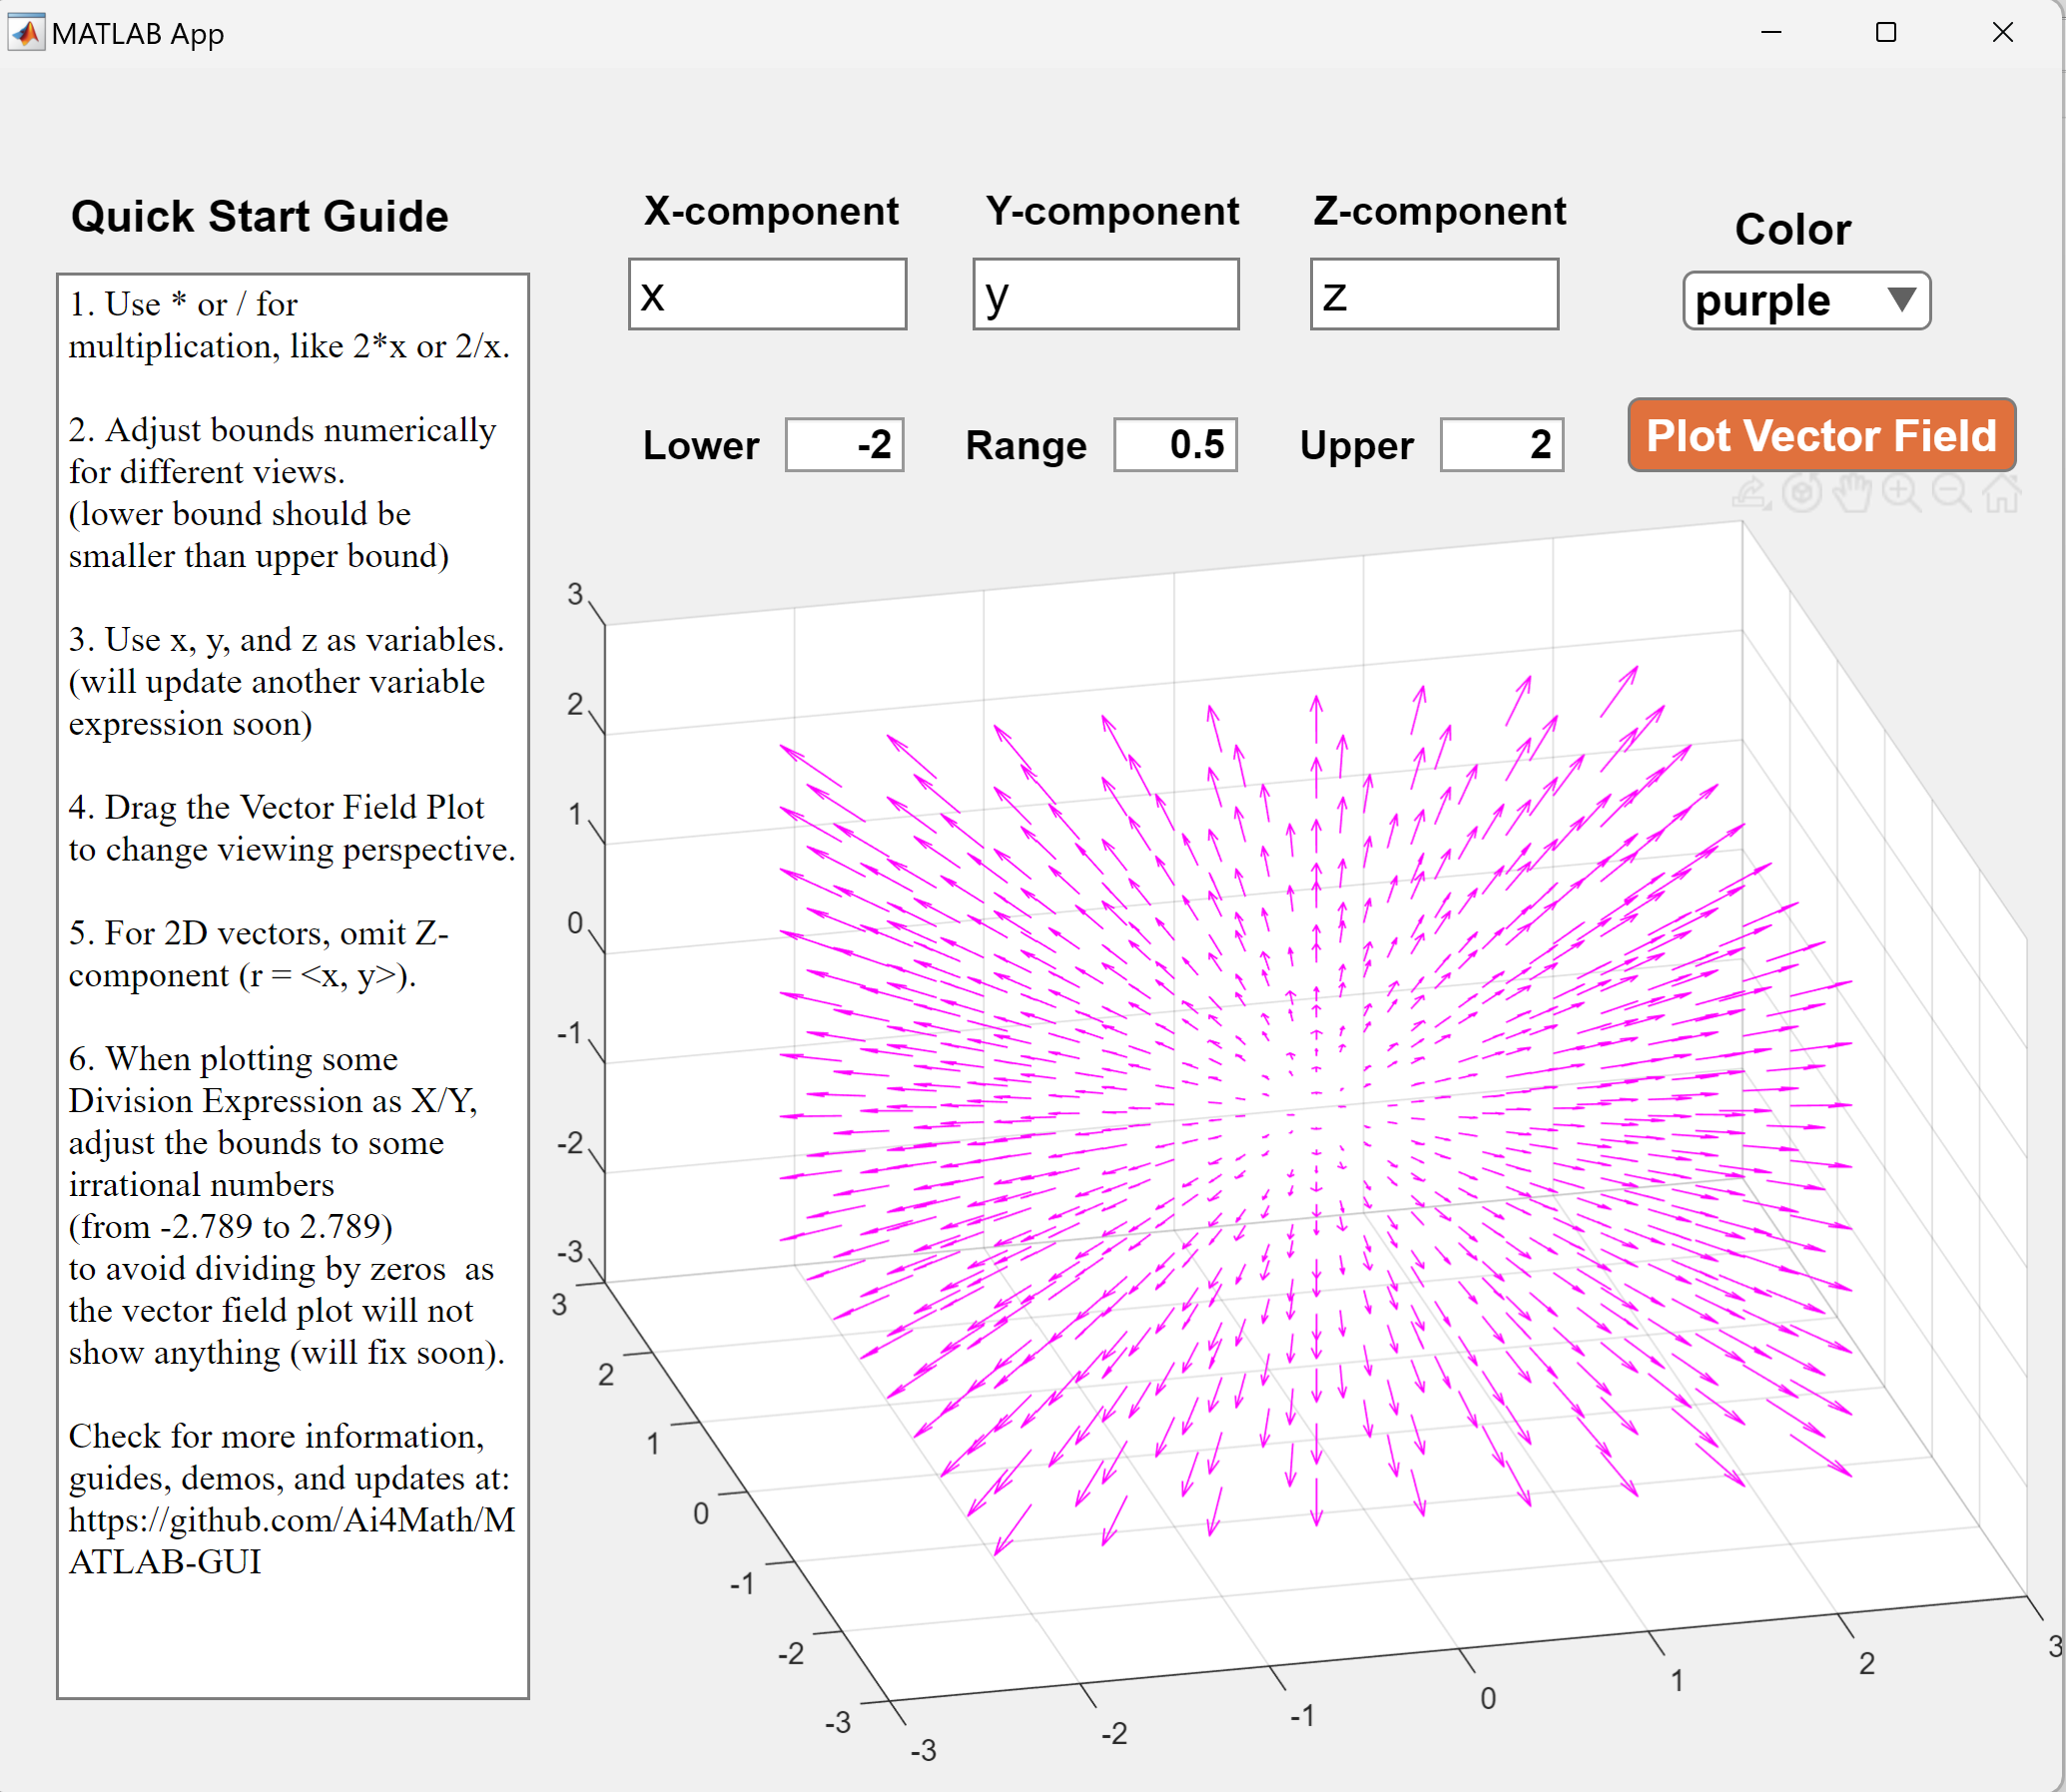 MATLAB App
Quick Start Guide
1. Use * or / for
multiplication, like 2*x or 2/x.
2. Adjust bounds numerically
for different views.
(lower bound should be
smaller than upper bound)
3. Use x, y, and z as variables.
(will update another variable
expression soon)
4. Drag the Vector Field Plot
to change viewing perspective.
5. For 2D vectors, omit Z-
component (r = <x, y>).
6. When plotting some
Division Expression as X/Y,
adjust the bounds to some
irrational numbers
(from -2.789 to 2.789)
to avoid dividing by zeros  as
the vector field plot will not
show anything (will fix soon).
Check for more information,
guides, demos, and updates at:
https://github.com/Ai4Math/M
ATLAB-GUI
X-component Y-component Z-component Color
x y z purple
Lower -2 Range 0.5 Upper 2 Plot Vector Field
3
2
1
0
-1
-2
-3
3
2
1
0
-1
-2
-3
-3
-2
-1
0
1
2
3